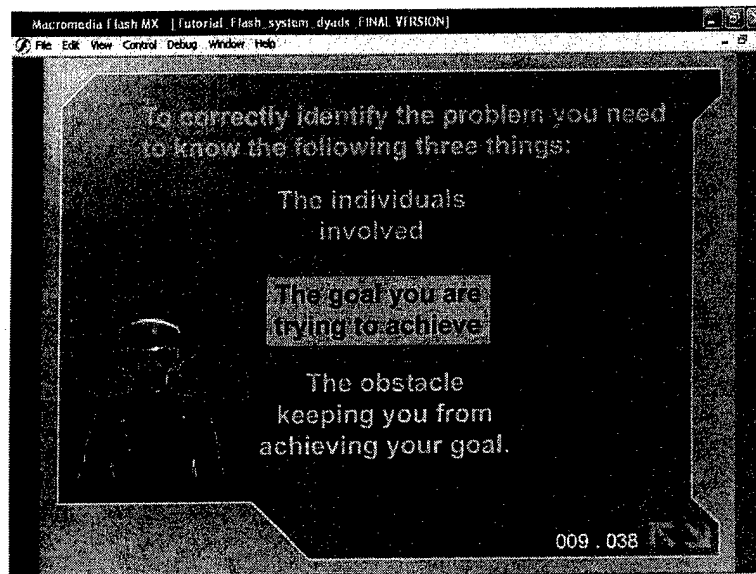 Macromedia Flash MX - [Tutorial_Flash_system_dyads_FINAL VERSION]
File Edit View Control Debug Window Help
To correctly identify the problem you need
to know the following three things:
The individuals
involved
The goal you are
trying to achieve
The obstacle
keeping you from
achieving your goal.
009 . 038